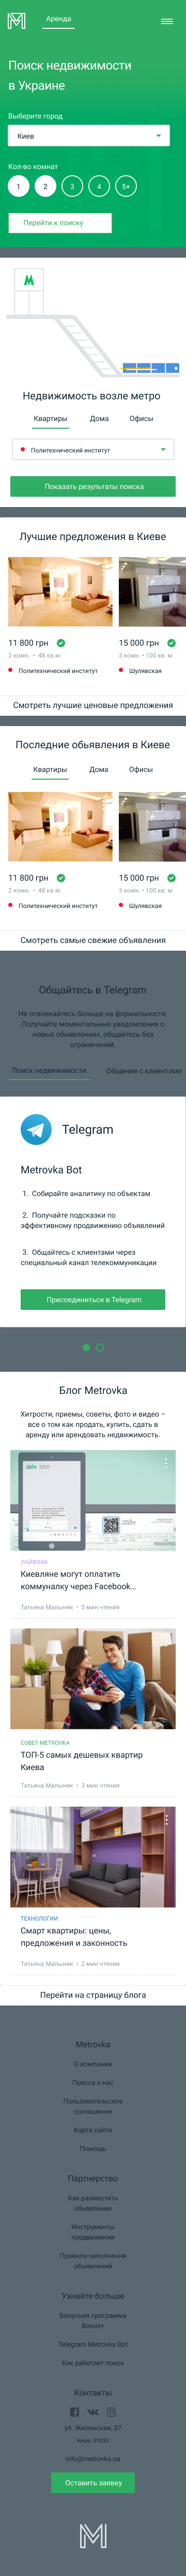 Аренда
Поиск недвижимости
в Украине
Выберите город
Киев
Кол-во комнат
1 2 3 4 5+
Перейти к поиску
Недвижимость возле метро
Квартиры Дома Офисы
Политехнический институт
Показать результаты поиска
Лучшие предложения в Киеве
11 800 грн 15 000 грн
2 комн. • 48 кв.м. 3 комн. • 100 кв. м.
Политехнический институт Шулявская
Смотреть лучшие ценовые предложения
Последние обьявления в Киеве
Квартиры Дома Офисы
11 800 грн 15 000 грн
2 комн. • 48 кв.м. 3 комн. • 100 кв. м.
Политехнический институт Шулявская
Смотреть самые свежие объявления
Общайтесь в Telegram
Не отвлекайтесь больше на формальности.
Получайте моментальные уведомления о
новых объявлениях, общайтесь без
ограничений.
Поиск недвижимости Общение с клиентами
Telegram
Metrovka Bot
1. Собирайте аналитику по объектам
2. Получайте подсказки по
эффективному продвижению объявлений
3. Общайтесь с клиентами через
специальный канал телекоммуникации
Присоединиться в Telegram
Блог Metrovka
Хитрости, приемы, советы, фото и видео –
все о том как продать, купить, сдать в
аренду или арендовать недвижимость.
ЛАЙФХАК
Киевляне могут оплатить
коммуналку через Facebook...
Татьяна Малыняк • 5 мин чтения
СОВЕТ METROVKA
ТОП-5 самых дешевых квартир
Киева
Татьяна Малыняк • 3 мин чтения
ТЕХНОЛОГИИ
Смарт квартиры: цены,
предложения и законность
Татьяна Малыняк • 2 мин чтения
Перейти на страницу блога
Metrovka
О компании
Пресса о нас
Пользовательское
соглашение
Карта сайта
Помощь
Партнерство
Как разместить
объявление
Инструменты
продвижения
Правила заполнения
объявлений
Узнайте больше
Бонусная программа
Bonus+
Telegram Metrovka Bot
Как работает поиск
Контакты
ул. Жилянская, 37
Киев, 01033
info@metrovka.ua
Оставить заявку